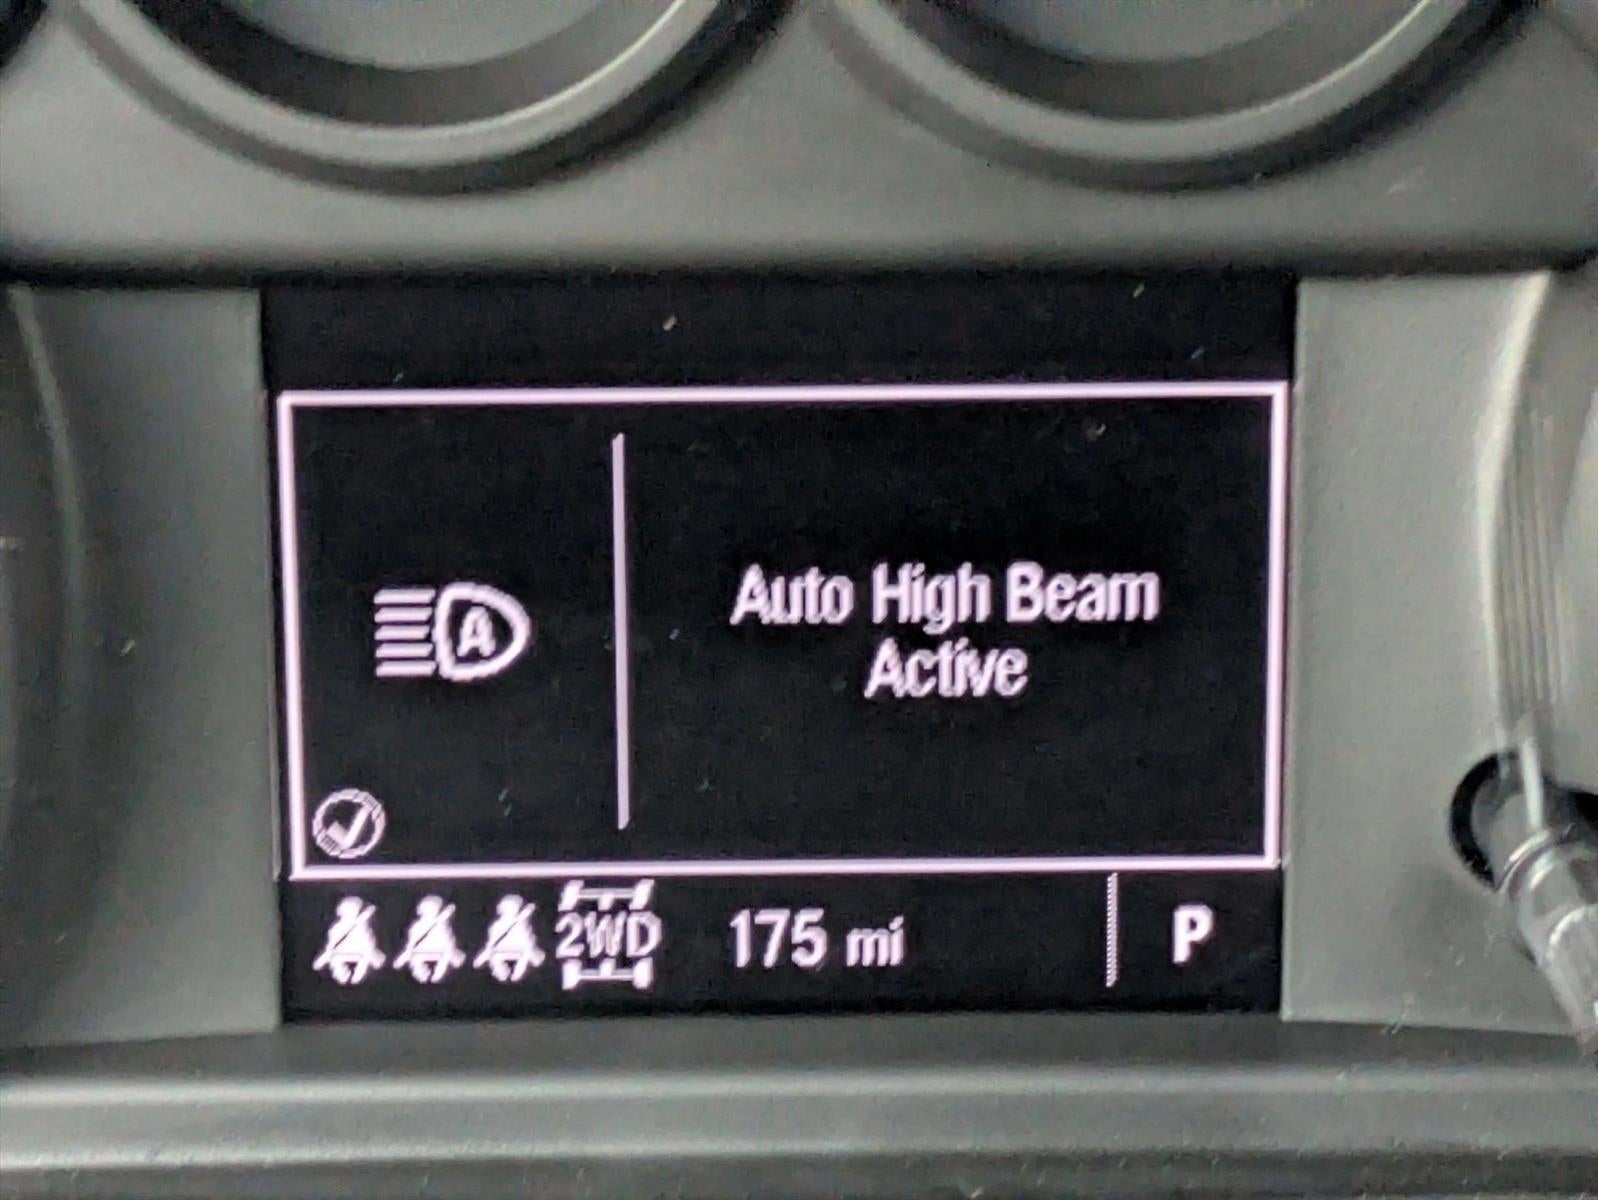 A
Auto High Beam
Active
2WD 175 mi P